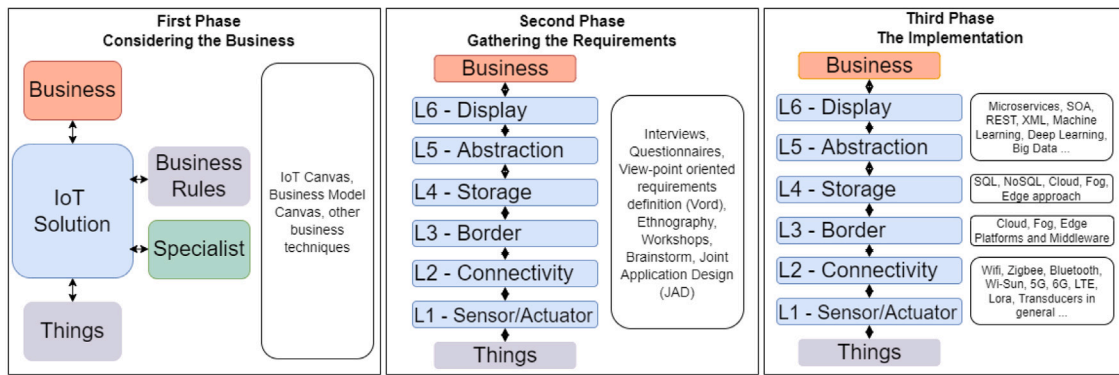 First Phase
Considering the Business
Business
IoT
Solution
Business
Rules
Specialist
Things
IoT Canvas,
Business Model
Canvas, other
business
techniques
Second Phase
Gathering the Requirements
Business
L6 - Display
L5 - Abstraction
L4 - Storage
L3 - Border
L2 - Connectivity
L1 - Sensor/Actuator
Things
Interviews,
Questionnaires,
View-point oriented
requirements
definition (Vord),
Ethnography,
Workshops,
Brainstorm, Joint
Application Design
(JAD)
Third Phase
The Implementation
Business
L6 - Display
L5 - Abstraction
L4 - Storage
L3 - Border
L2 - Connectivity
L1 - Sensor/Actuator
Things
Microservices, SOA,
REST, XML, Machine
Learning, Deep Learning,
Big Data ...
SQL, NoSQL, Cloud, Fog,
Edge approach
Cloud, Fog, Edge
Platforms and Middleware
Wifi, Zigbee, Bluetooth,
Wi-Sun, 5G, 6G, LTE,
Lora, Transducers in
general ...